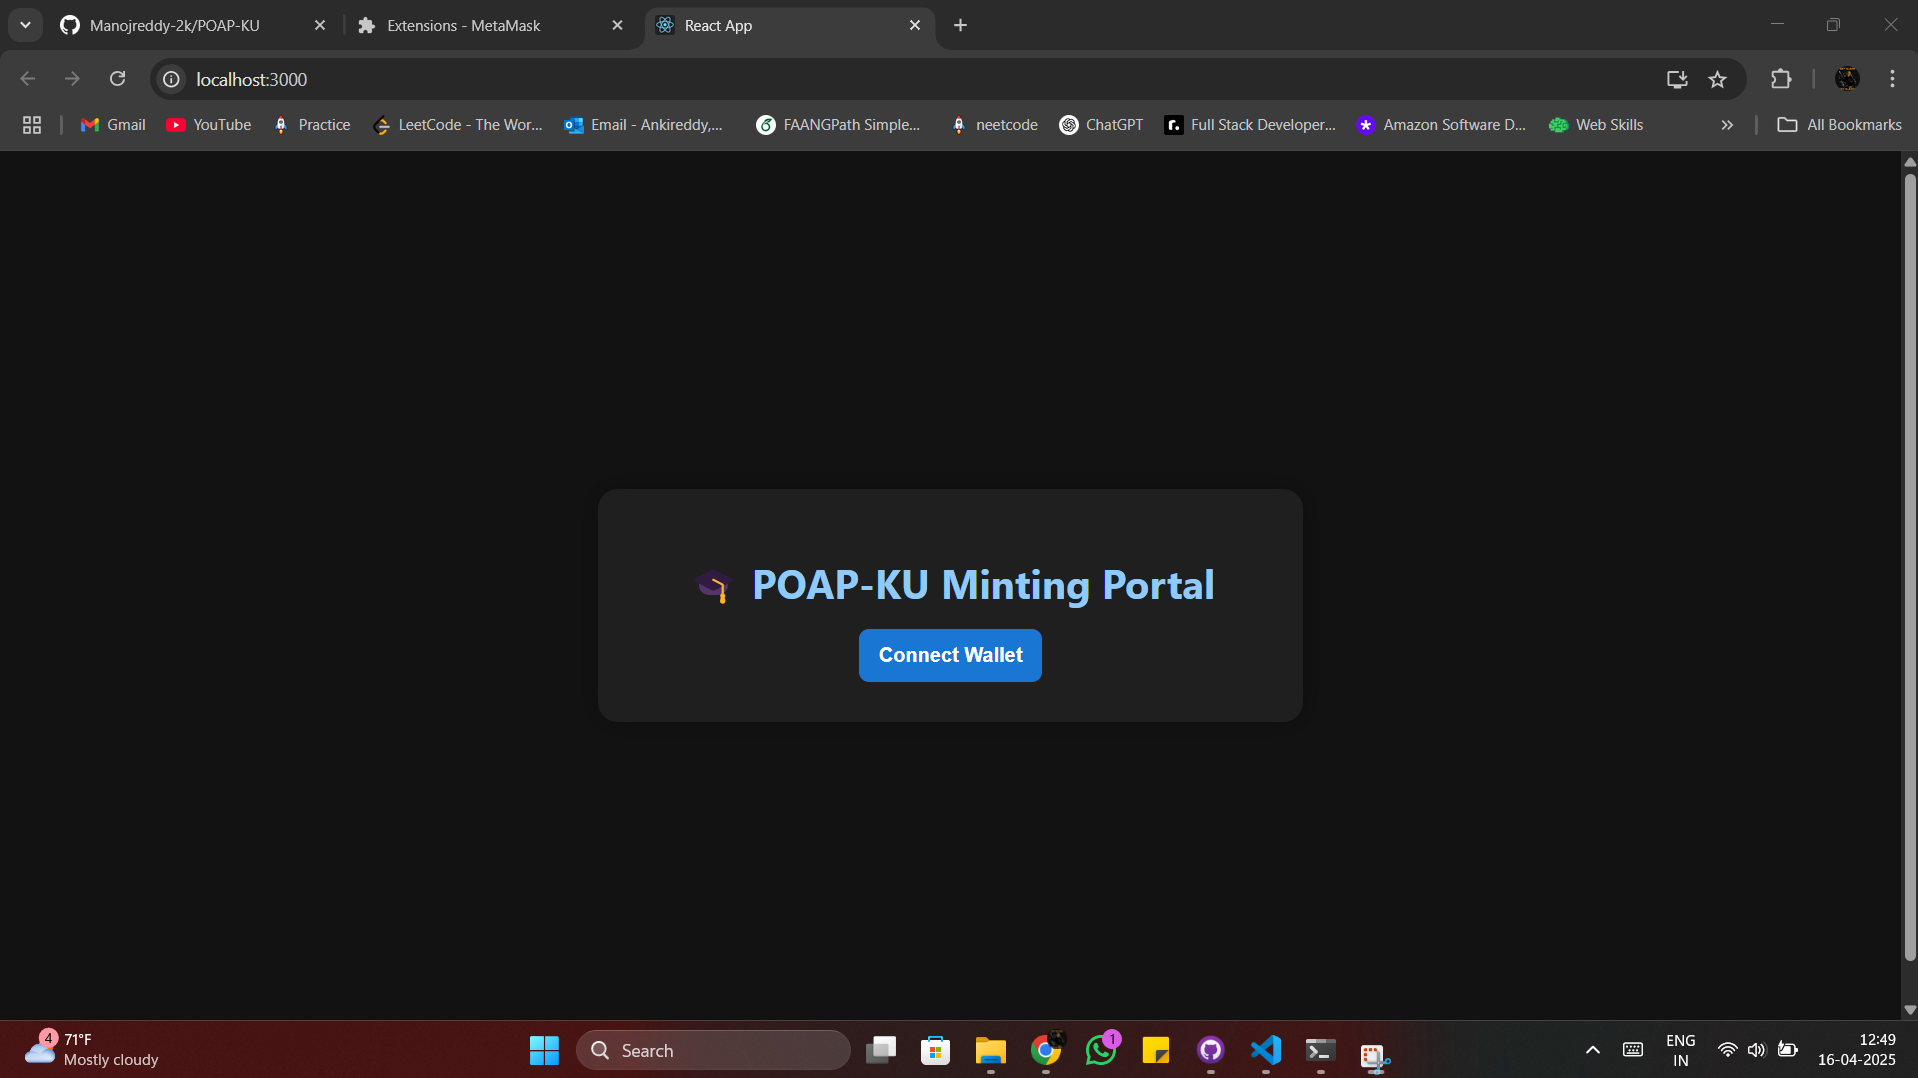 Manojreddy-2k/POAP-KU
Extensions - MetaMask
React App
localhost:3000
Gmail
YouTube
Practice
LeetCode - The Wor...
Email - Ankireddy,...
FAANGPath Simple...
neetcode
ChatGPT
Full Stack Developer...
Amazon Software D...
Web Skills
All Bookmarks
POAP-KU Minting Portal
Connect Wallet
4
71°F
Mostly cloudy
Search
1
ENG
IN
12:49
16-04-2025